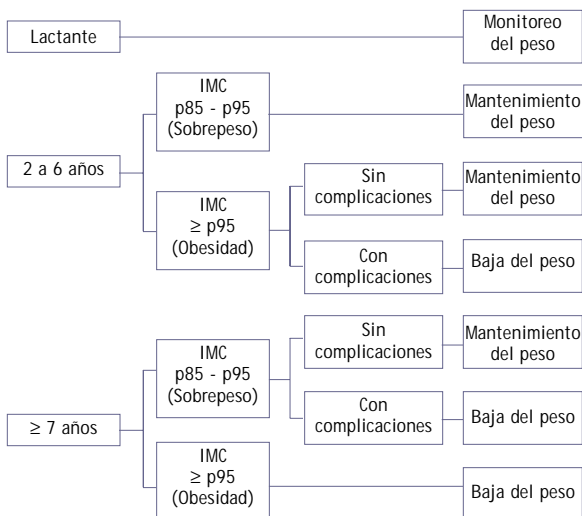 Lactante
Monitoreo
del peso
IMC
p85 - p95
(Sobrepeso)
Mantenimiento
del peso
2 a 6 años
IMC
≥ p95
(Obesidad)
Sin
complicaciones
Mantenimiento
del peso
Con
complicaciones
Baja del peso
≥ 7 años
IMC
p85 - p95
(Sobrepeso)
Sin
complicaciones
Mantenimiento
del peso
Con
complicaciones
Baja del peso
IMC
≥ p95
(Obesidad)
Baja del peso